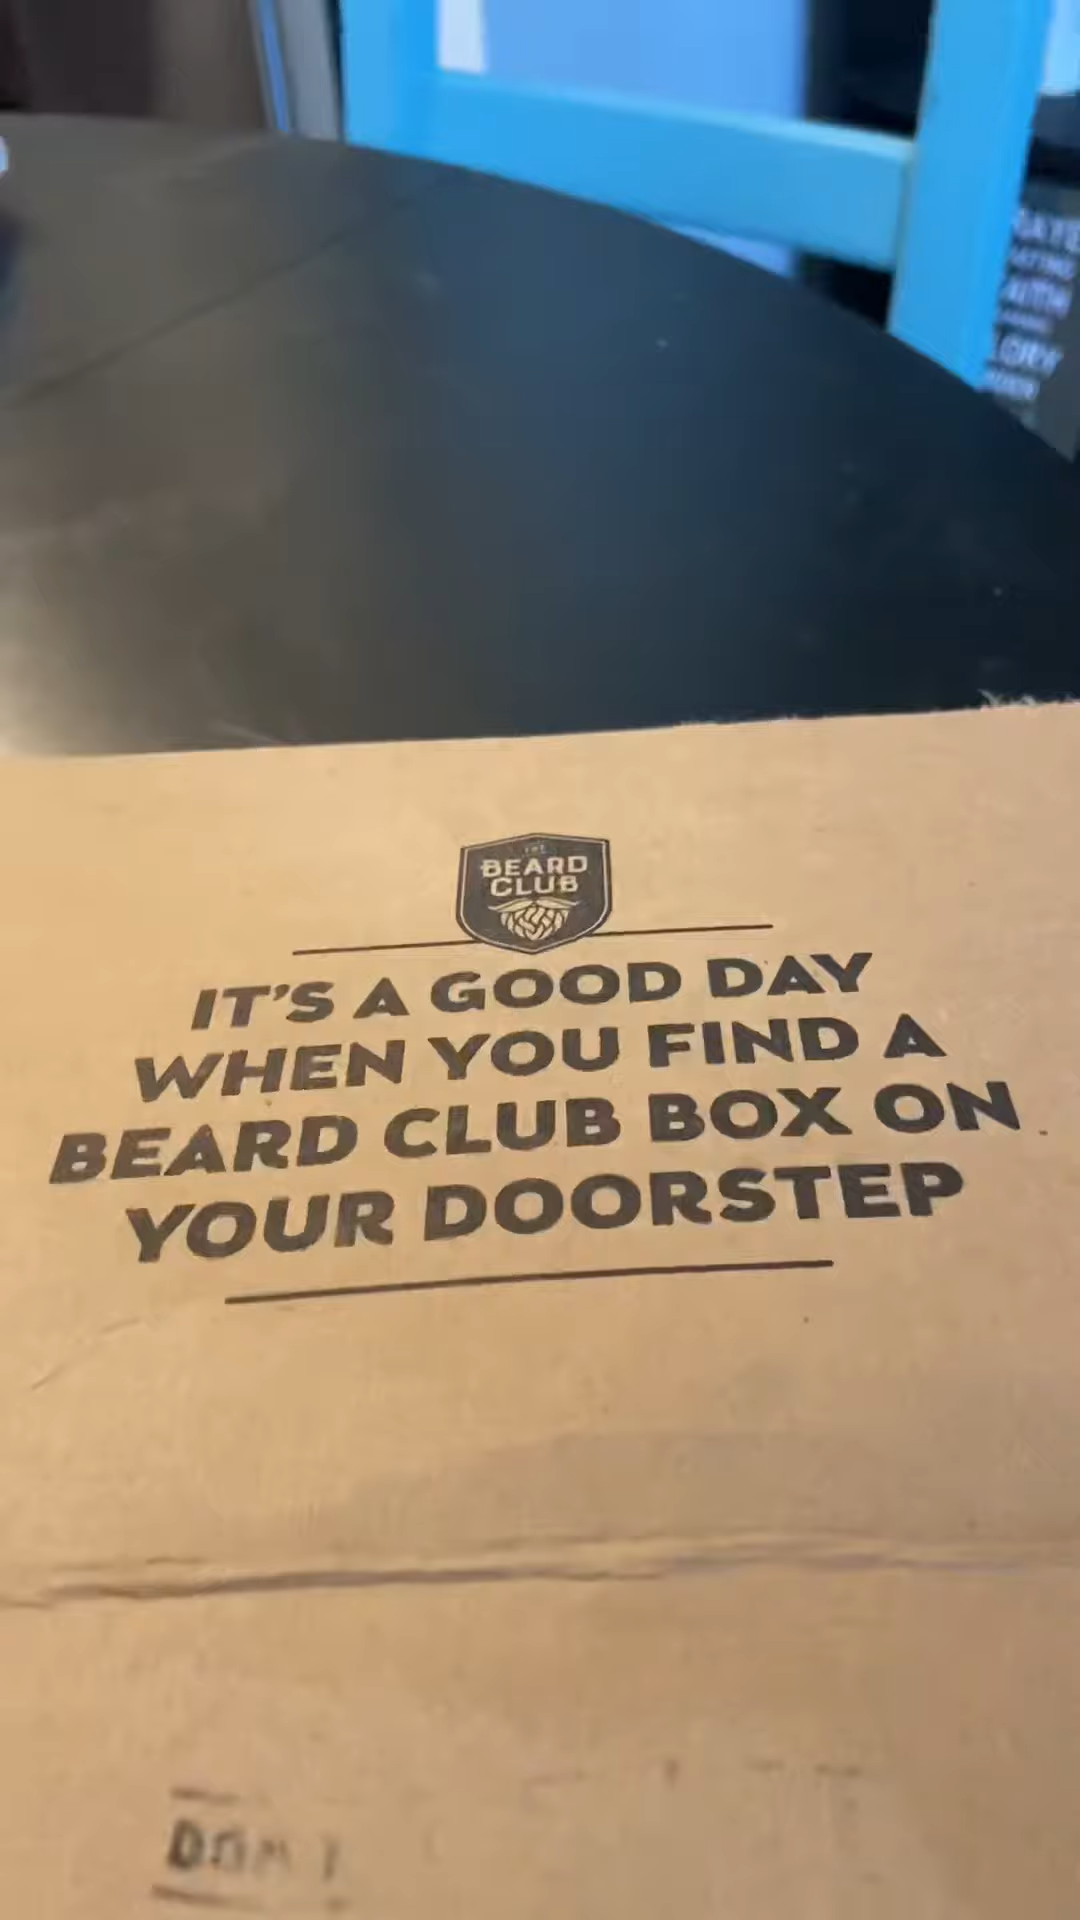 THE
BEARD
CLUB
IT'S A GOOD DAY
WHEN YOU FIND A
BEARD CLUB BOX ON
YOUR DOORSTEP